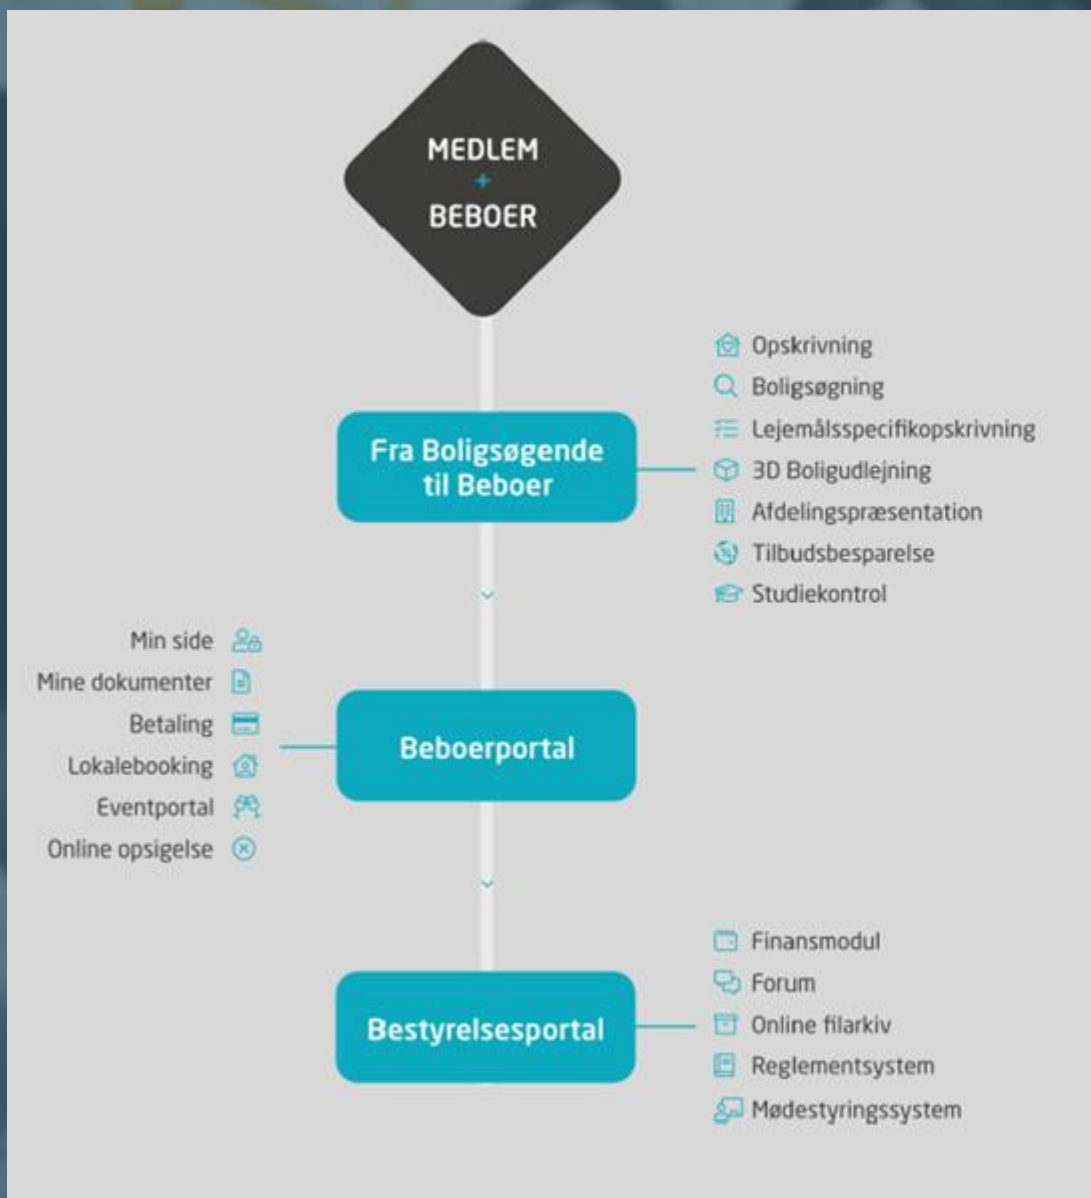 MEDLEM
+
BEBOER
Fra Boligsøgende
til Beboer
Opskrivning
Boligsøgning
Lejemålsspecifikopskrivning
3D Boligudlejning
Afdelingspræsentation
Tilbudsbesparelse
Studiekontrol
Min side
Mine dokumenter
Betaling
Lokalebooking
Eventportal
Online opsigelse
Beboerportal
Bestyrelsesportal
Finansmodul
Forum
Online filarkiv
Reglementsystem
Mødestyringssystem